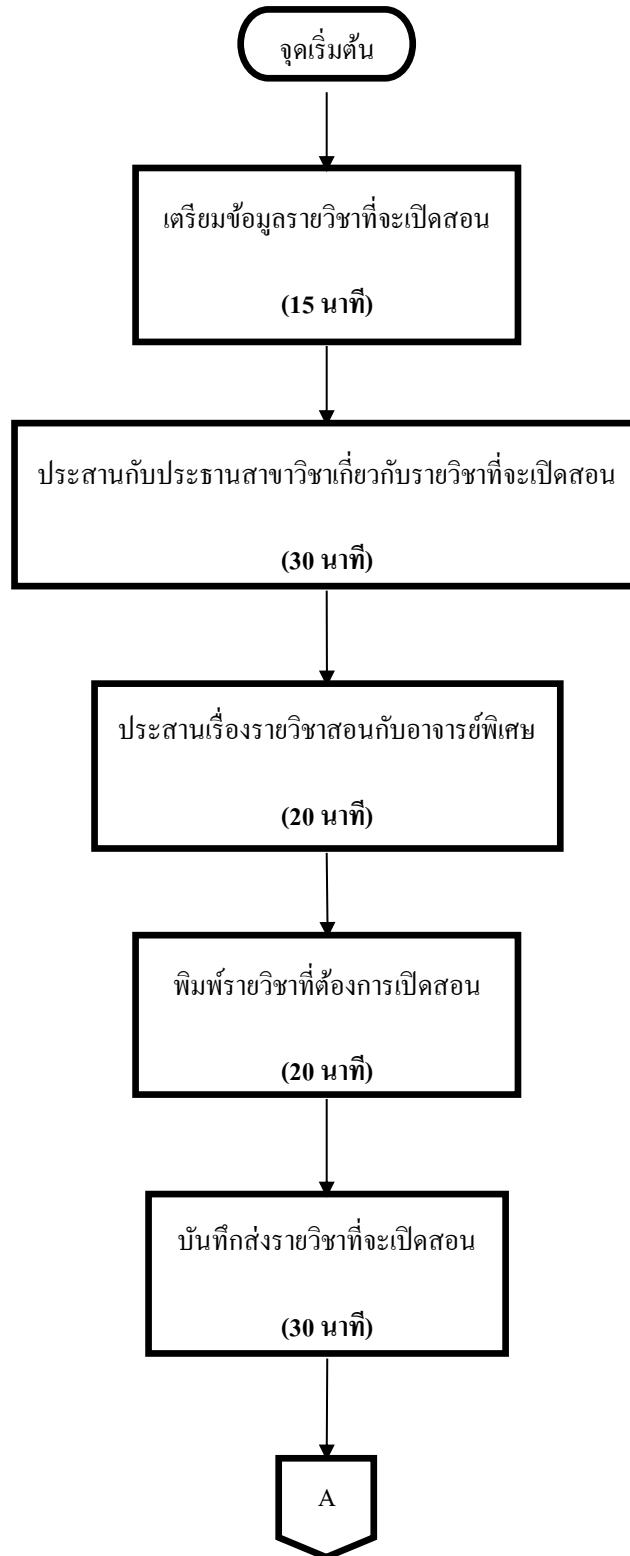 จุดเริ่มต้น
เตรียมข้อมูลรายวิชาที่จะเปิดสอน
(15 นาที)
ประสานกับประธานสาขาวิชาเกี่ยวกับรายวิชาที่จะเปิดสอน
(30 นาที)
ประสานเรื่องรายวิชาสอนกับอาจารย์พิเศษ
(20 นาที)
พิมพ์รายวิชาที่ต้องการเปิดสอน
(20 นาที)
บันทึกส่งรายวิชาที่จะเปิดสอน
(30 นาที)
A